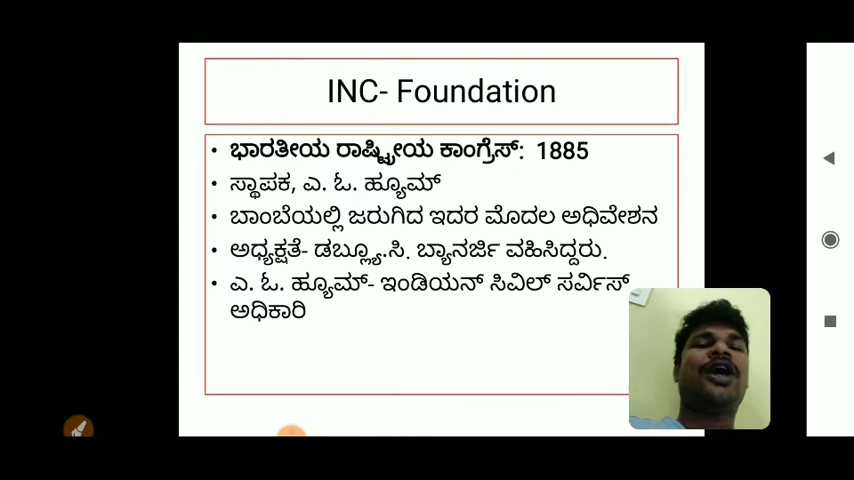 INC- Foundation
• ಭಾರತೀಯ ರಾಷ್ಟ್ರೀಯ ಕಾಂಗ್ರೆಸ್: 1885
• ಸ್ಥಾಪಕ, ಎ. ಓ. ಹ್ಯೂಮ್
• ಬಾಂಬೆಯಲ್ಲಿ ಜರುಗಿದ ಇದರ ಮೊದಲ ಅಧಿವೇಶನ
• ಅಧ್ಯಕ್ಷತೆ- ಡಬ್ಲ್ಯೂ.ಸಿ. ಬ್ಯಾನರ್ಜಿ ವಹಿಸಿದ್ದರು.
• ಎ. ಓ. ಹ್ಯೂಮ್- ಇಂಡಿಯನ್ ಸಿವಿಲ್ ಸರ್ವಿಸ್
ಅಧಿಕಾರಿ